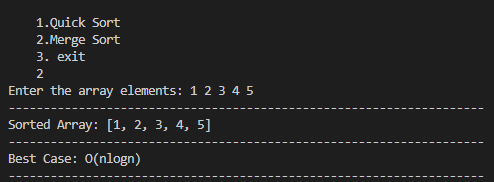 1.Quick Sort
2.Merge Sort
3. exit
2
Enter the array elements: 1 2 3 4 5
--------------------------------------------------------------------
Sorted Array: [1, 2, 3, 4, 5]
--------------------------------------------------------------------
Best Case: O(nlogn)
--------------------------------------------------------------------